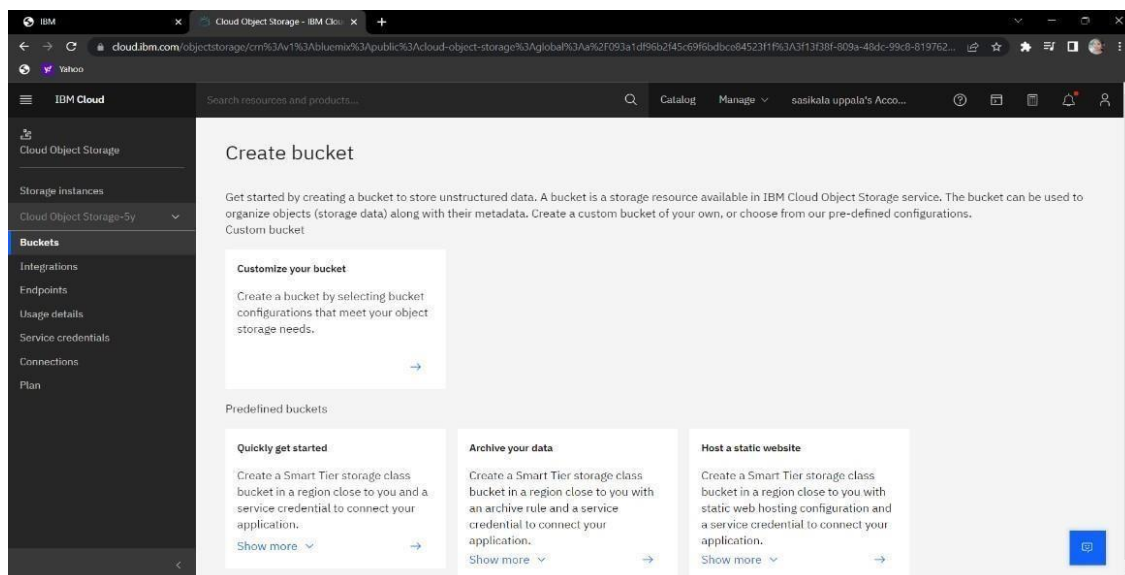 IBM
Cloud Object Storage - IBM Clou
cloud.ibm.com/objectstorage/crn%3Av1%3Abluemix%3Apublic%3Acloud-object-storage%3Aglobal%3Aa%2F093a1df96b2f45c69f6bdbce84523f1f%3A3f13f38f-809a-48dc-99c8-819762...
Yahoo
IBM Cloud
Search resources and products...
Catalog
Manage
sasikala uppala's Acco...
Cloud Object Storage
Storage instances
Cloud Object Storage-5y
Buckets
Integrations
Endpoints
Usage details
Service credentials
Connections
Plan
Create bucket
Get started by creating a bucket to store unstructured data. A bucket is a storage resource available in IBM Cloud Object Storage service. The bucket can be used to
organize objects (storage data) along with their metadata. Create a custom bucket of your own, or choose from our pre-defined configurations.
Custom bucket
Customize your bucket
Create a bucket by selecting bucket
configurations that meet your object
storage needs.
Predefined buckets
Quickly get started
Create a Smart Tier storage class
bucket in a region close to you and a
service credential to connect your
application.
Show more
Archive your data
Create a Smart Tier storage class
bucket in a region close to you with
an archive rule and a service
credential to connect your
application.
Show more
Host a static website
Create a Smart Tier storage class
bucket in a region close to you with
static web hosting configuration and
a service credential to connect your
application.
Show more